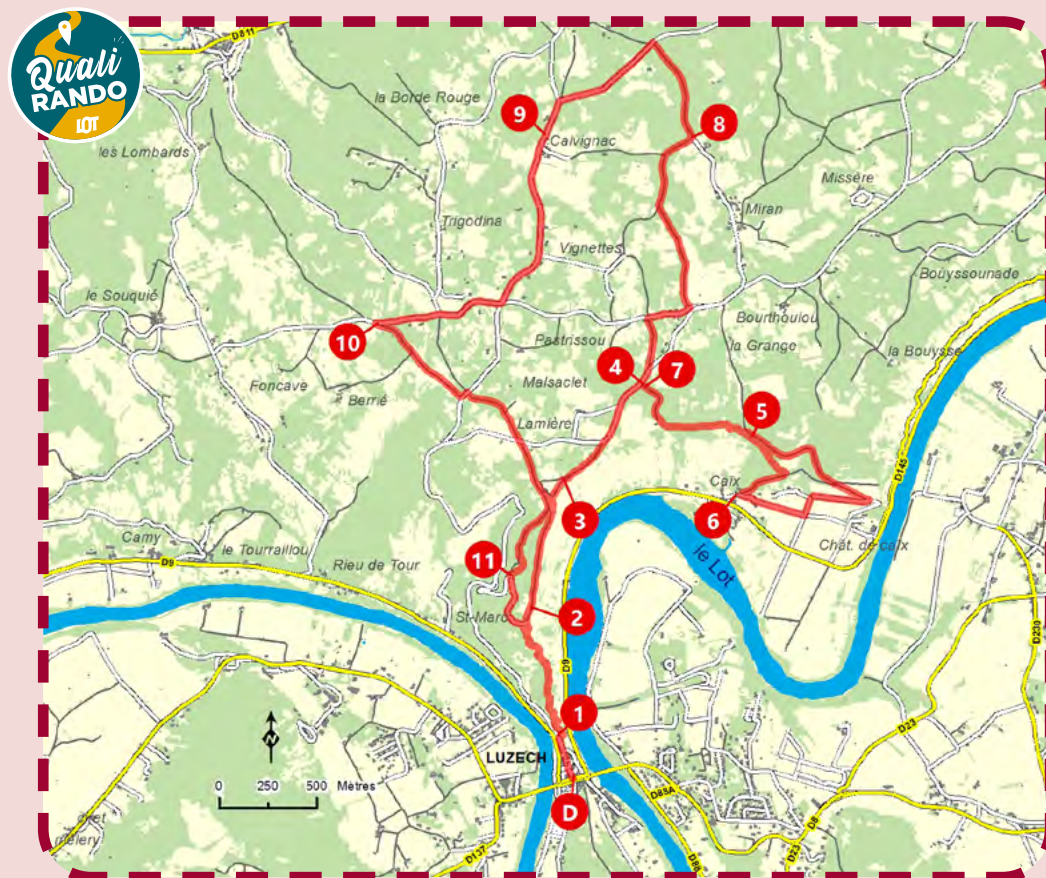 Quali
RANDO
LOT
D811
la Borde Rouge
les Lombards
9
Calvignac
8
Missère
Miran
Trigodina
Vignettes
Bouyssounade
le Souquié
10
Pastrissou
Bourthoulou
la Grange
la Bouysse
4
7
Malsaclet
Foncave
Berrié
Lamière
5
D145
Caix
6
3
Chât. de caix
Camy
le Tourraillou
D9
Rieu de Tour
11
le Lot
St-Marc
2
D9
D230
1
LUZECH
N
0 250 500 Mètres
D23
D
D88A
D8
D137
D23
D88